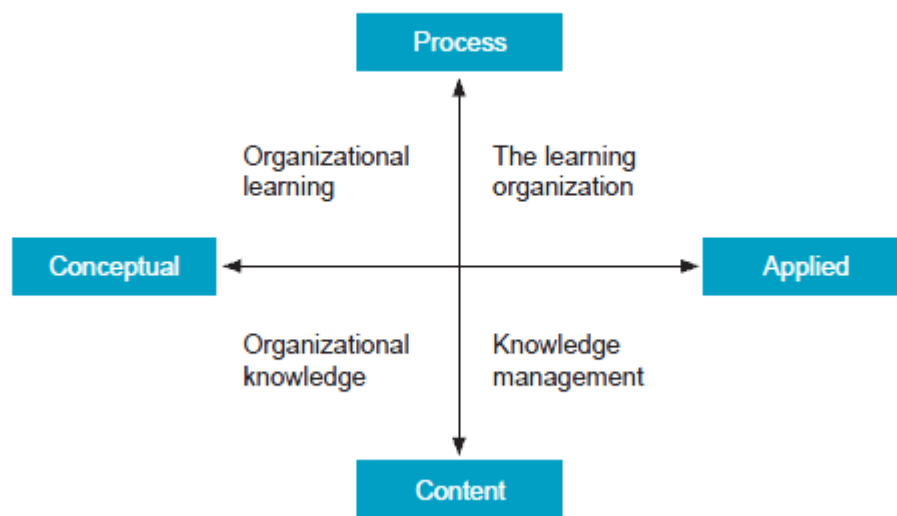 Process
Organizational
learning
The learning
organization
Conceptual
Applied
Organizational
knowledge
Knowledge
management
Content